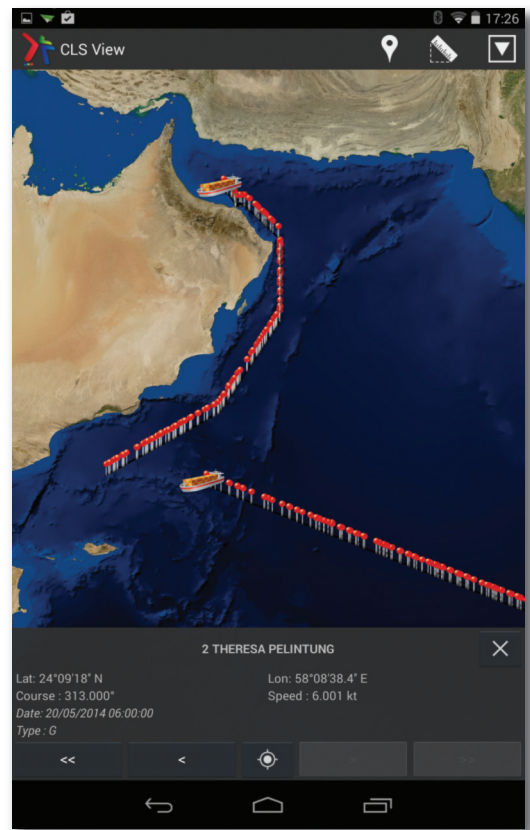 17:26
CLS View
2 THERESA PELINTUNG
Lat: 24°09'18" N Lon: 58°08'38.4" E
Course : 313.000° Speed : 6.001 kt
Date: 20/05/2014 06:00:00
Type : G
<< < > >>